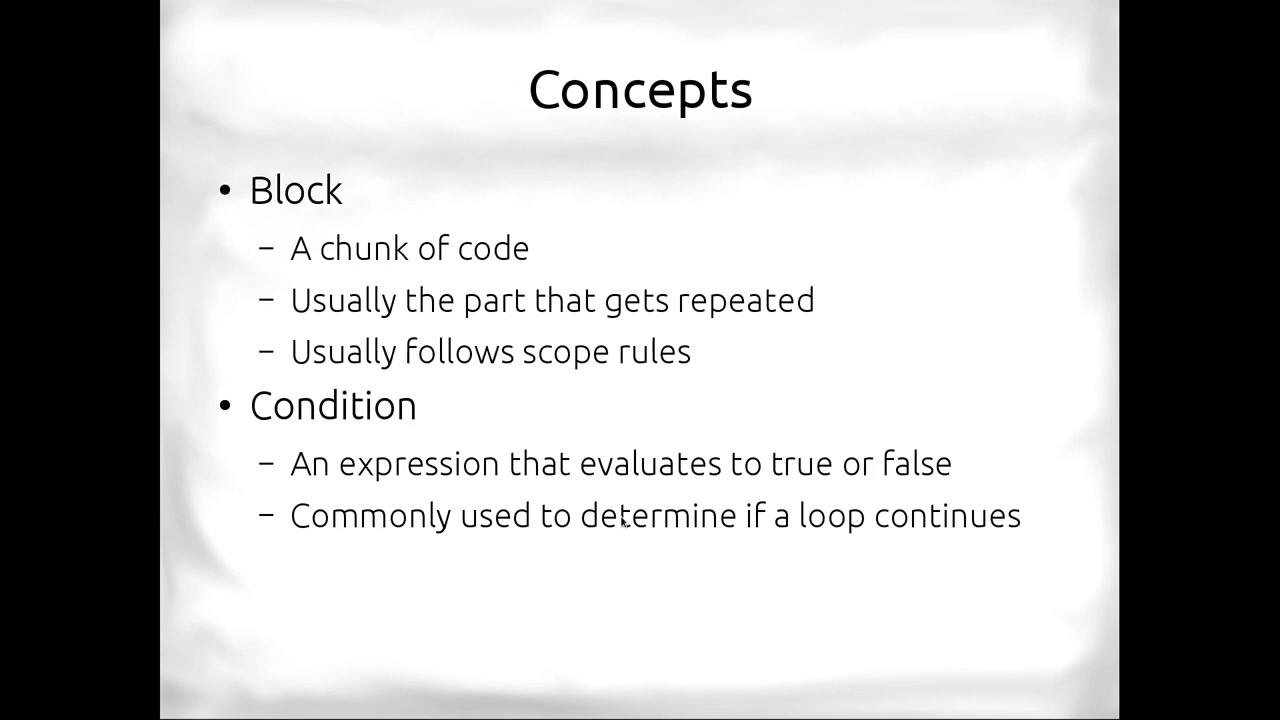 Concepts
• Block
– A chunk of code
– Usually the part that gets repeated
– Usually follows scope rules
• Condition
– An expression that evaluates to true or false
– Commonly used to determine if a loop continues